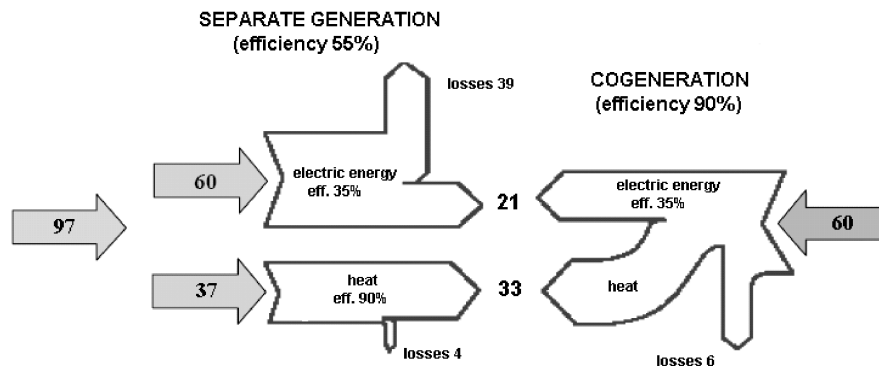 SEPARATE GENERATION
(efficiency 55%)
losses 39
COGENERATION
(efficiency 90%)
60
electric energy
eff. 35%
21
electric energy
eff. 35%
60
97
37
heat
eff. 90%
33
heat
losses 4
losses 6